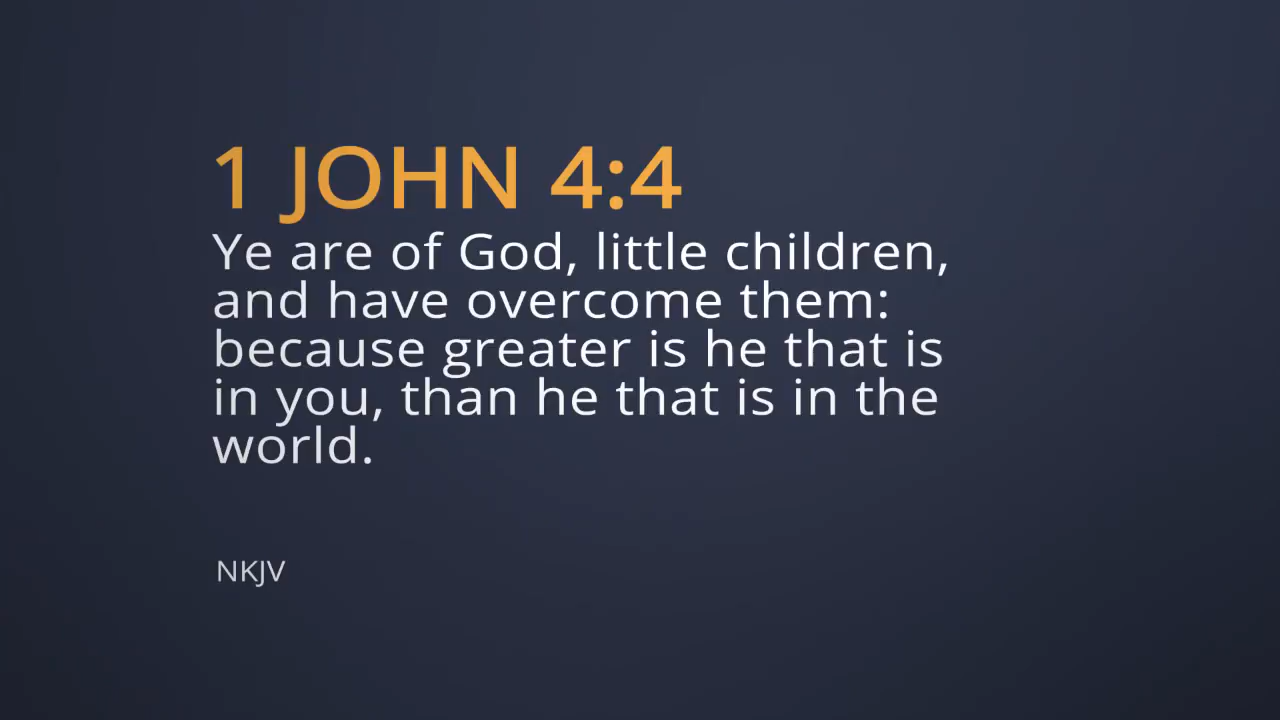 1 JOHN 4:4
Ye are of God, little children,
and have overcome them:
because greater is he that is
in you, than he that is in the
world.
NKJV